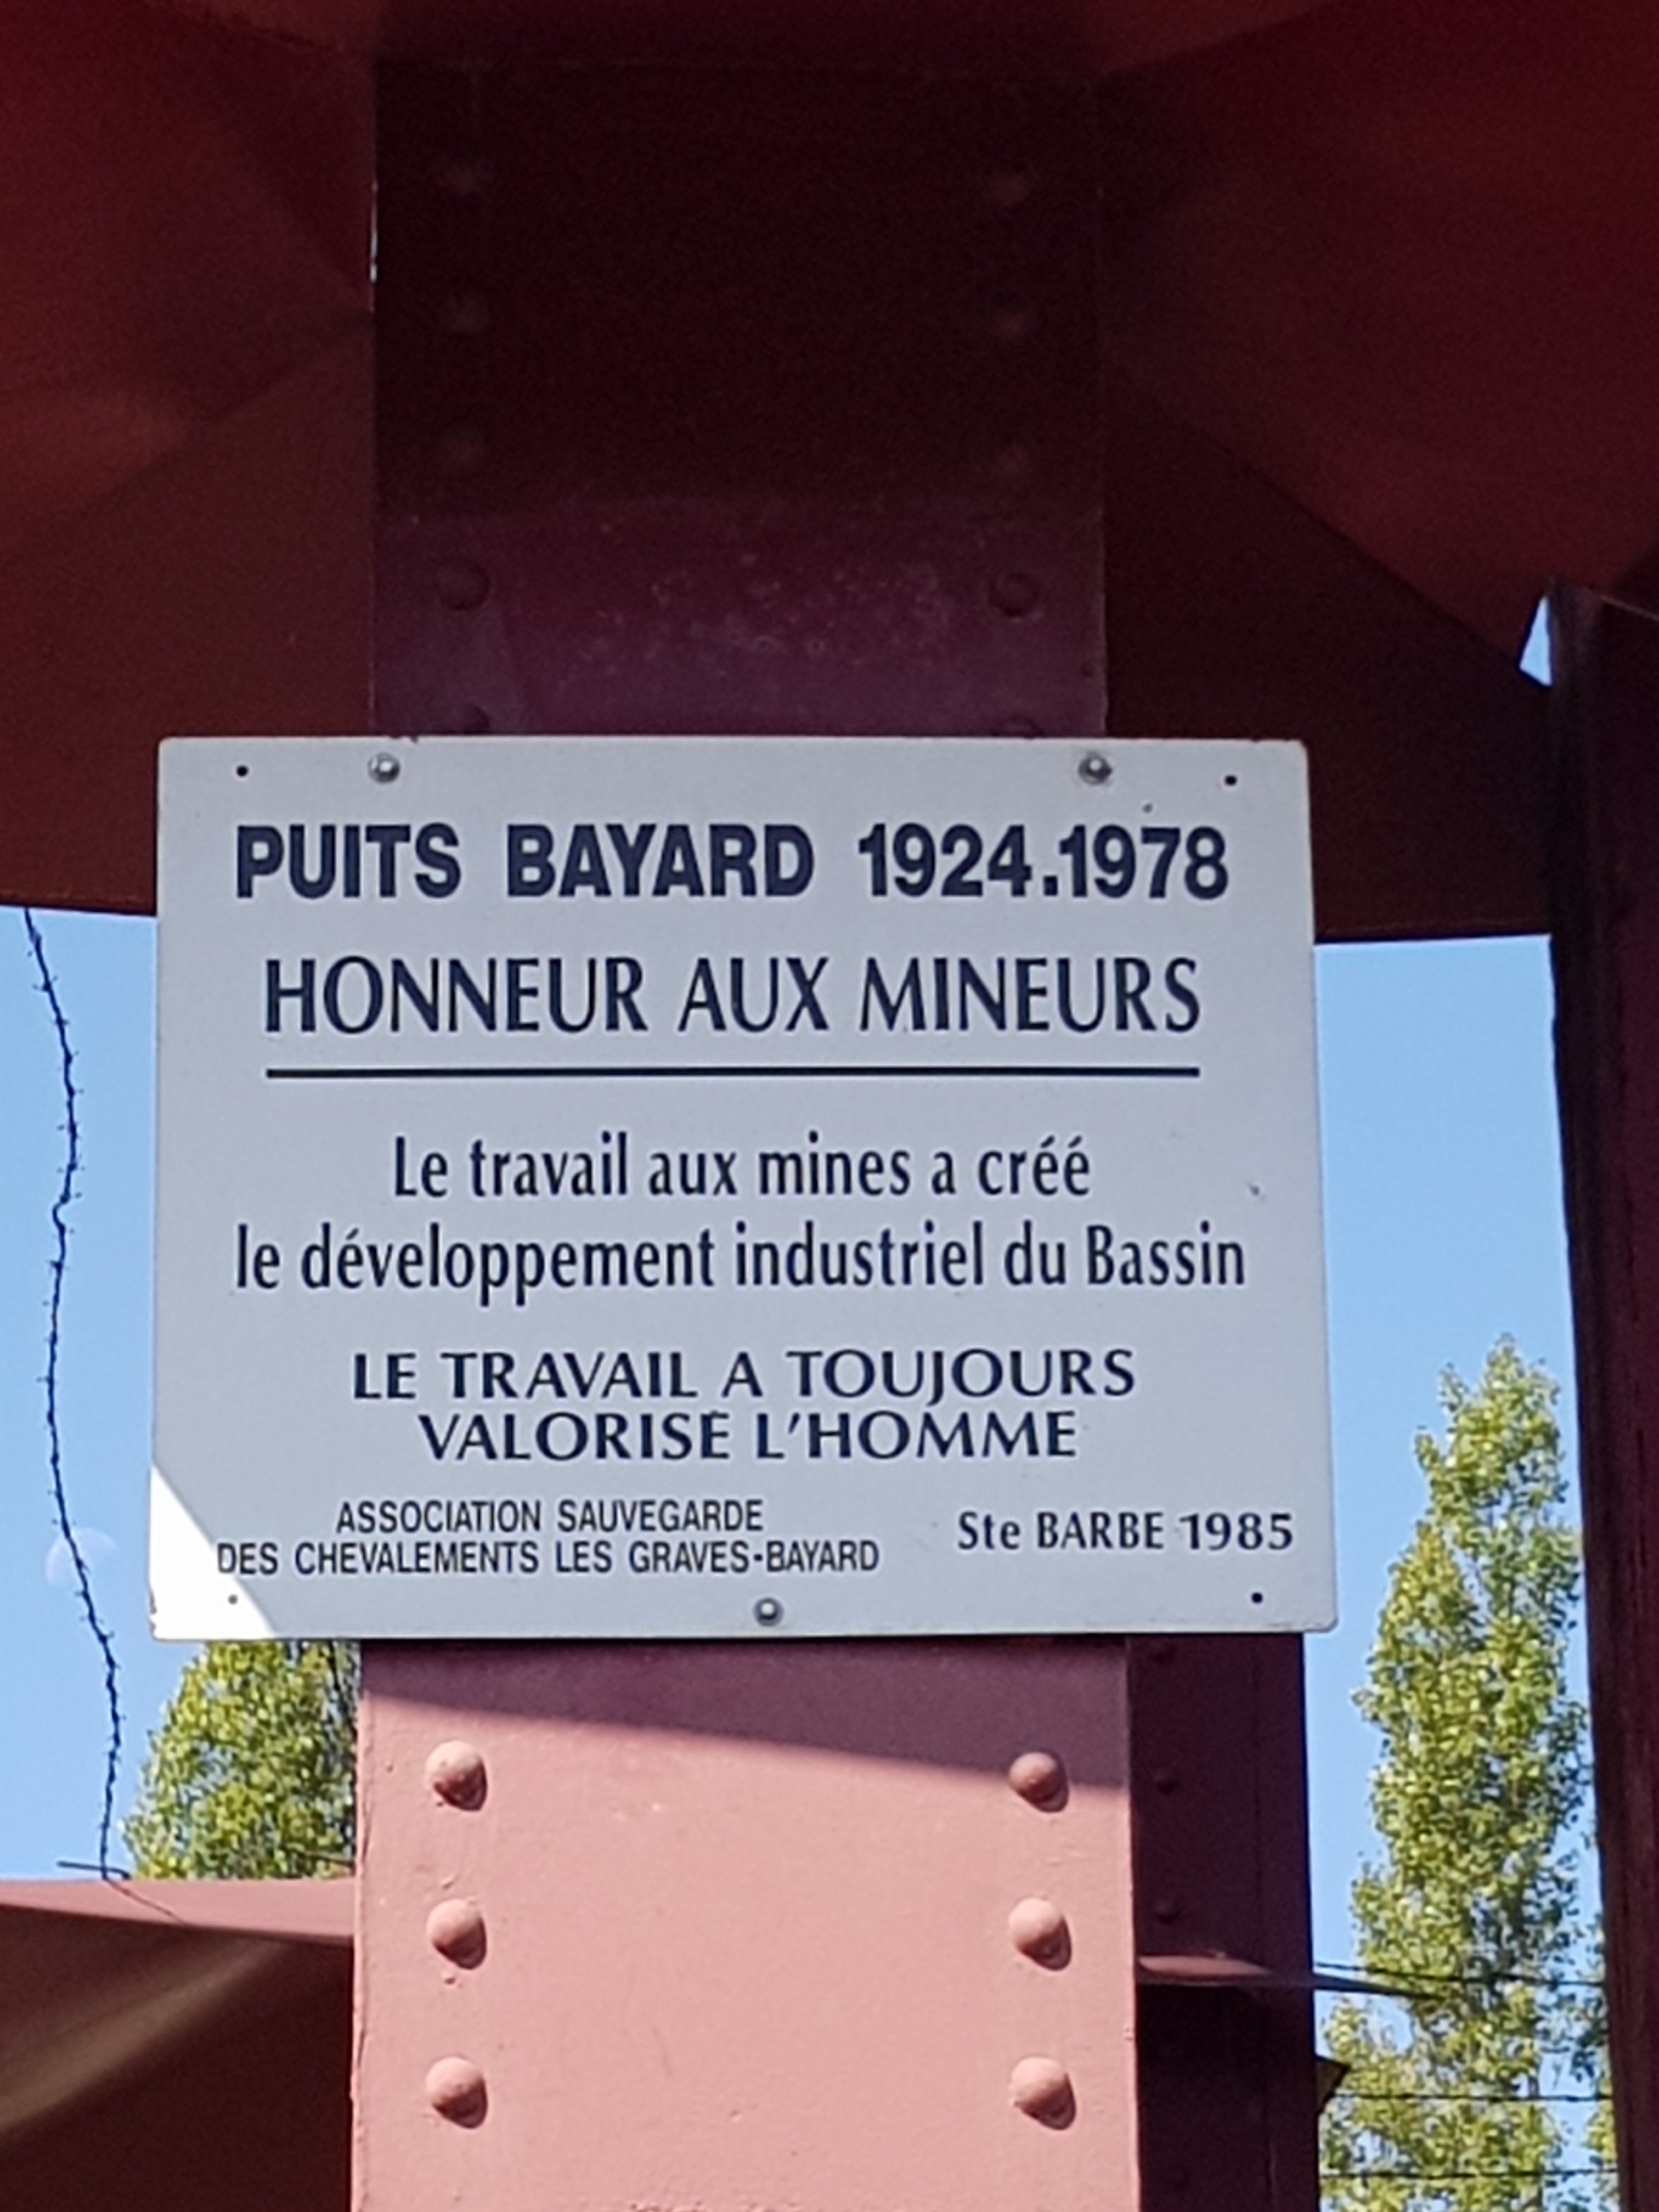 PUITS BAYARD 1924.1978
HONNEUR AUX MINEURS
Le travail aux mines a créé
le développement industriel du Bassin
LE TRAVAIL A TOUJOURS
VALORISÉ L'HOMME
ASSOCIATION SAUVEGARDE
DES CHEVALEMENTS LES GRAVES-BAYARD
Ste BARBE 1985